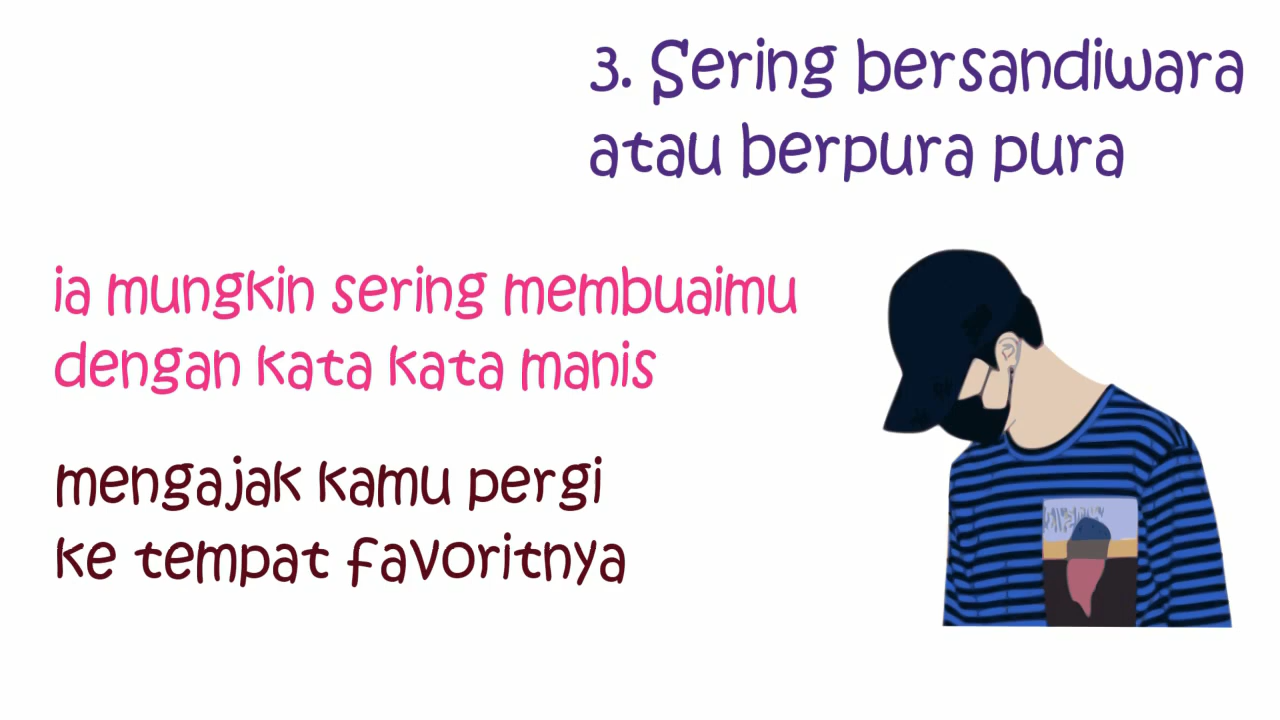 3. Sering bersandiwara
atau berpura pura
ia mungkin sering membuaimu
dengan kata kata manis
mengajak kamu pergi
ke tempat favoritnya